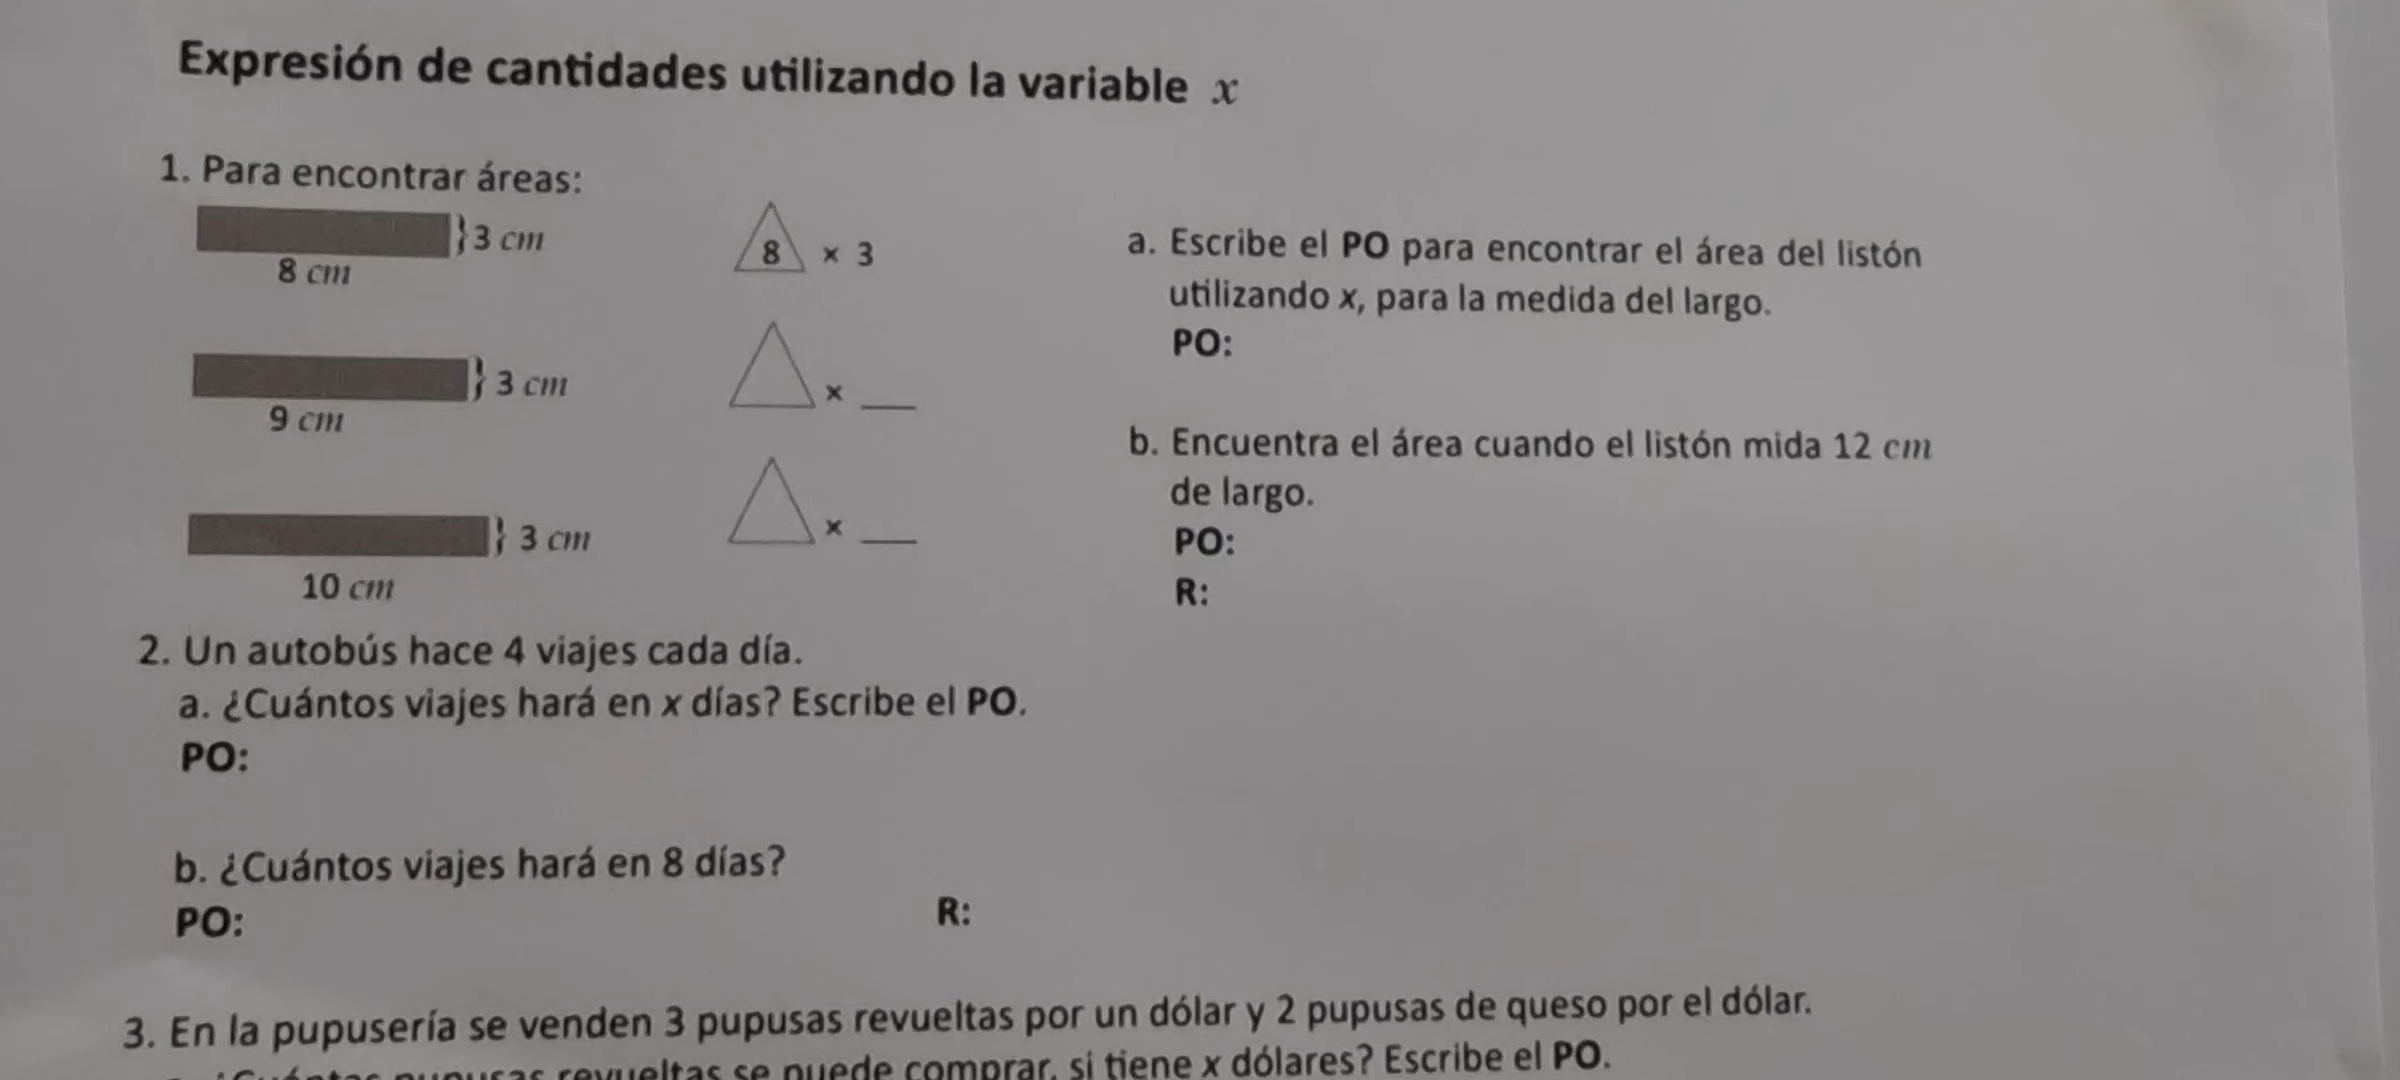 Expresión de cantidades utilizando la variable x
1. Para encontrar áreas:
3 cm
8 cm
8 × 3
3 cm
9 cm
× __
3 cm
10 cm
× __
a. Escribe el PO para encontrar el área del listón
utilizando x, para la medida del largo.
PO:
b. Encuentra el área cuando el listón mida 12 cm
de largo.
PO:
R:
2. Un autobús hace 4 viajes cada día.
a. ¿Cuántos viajes hará en x días? Escribe el PO.
PO:
b. ¿Cuántos viajes hará en 8 días?
PO:
R:
3. En la pupusería se venden 3 pupusas revueltas por un dólar y 2 pupusas de queso por el dólar.
¿Cuántas pupusas revueltas se puede comprar, si tiene x dólares? Escribe el PO.